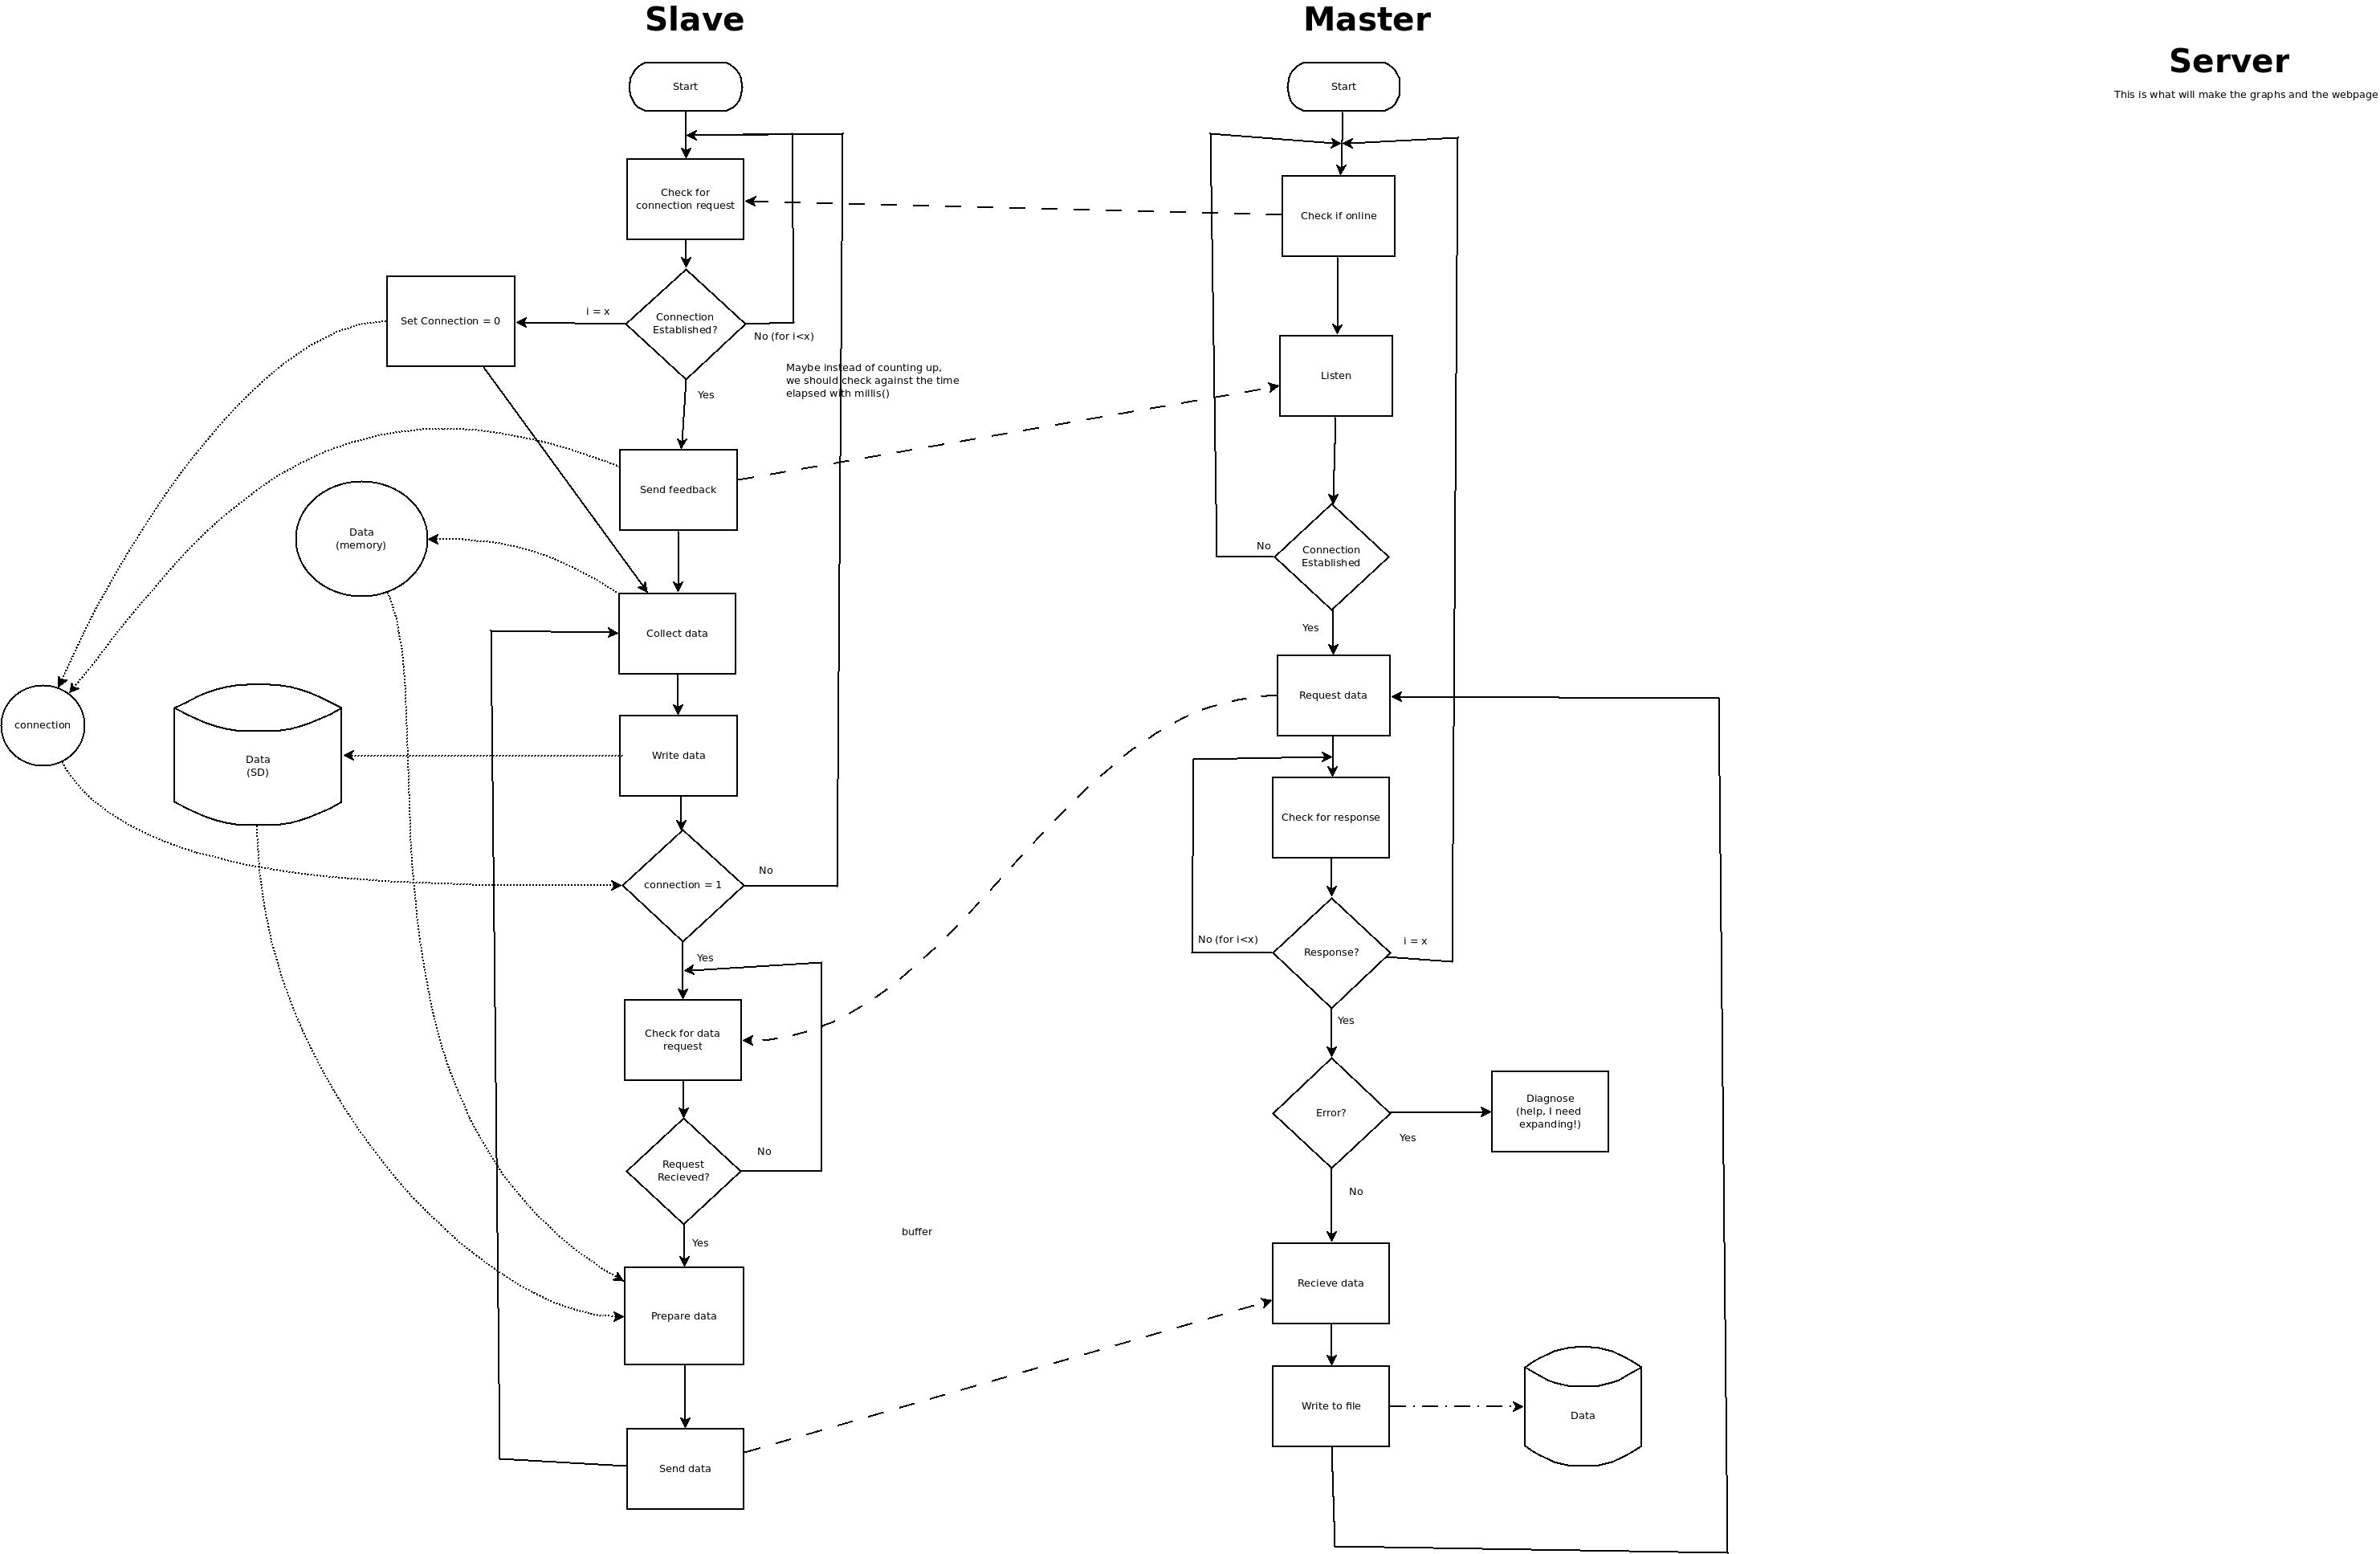 Slave
Master
Server
This is what will make the graphs and the webpage
Start
Start
Check for
connection request
Check if online
Set Connection = 0
i = x
Connection
Established?
No (for i<x)
Maybe instead of counting up,
we should check against the time
elapsed with millis()
Yes
Listen
Send feedback
Data
(memory)
No
Connection
Established
Collect data
Yes
Request data
connection
Data
(SD)
Write data
Check for response
connection = 1
No
Yes
No (for i<x)
Response?
i = x
Yes
Check for data
request
Error?
Yes
Diagnose
(help, I need
expanding!)
Request
Recieved?
No
No
Yes
buffer
Recieve data
Prepare data
Write to file
Data
Send data